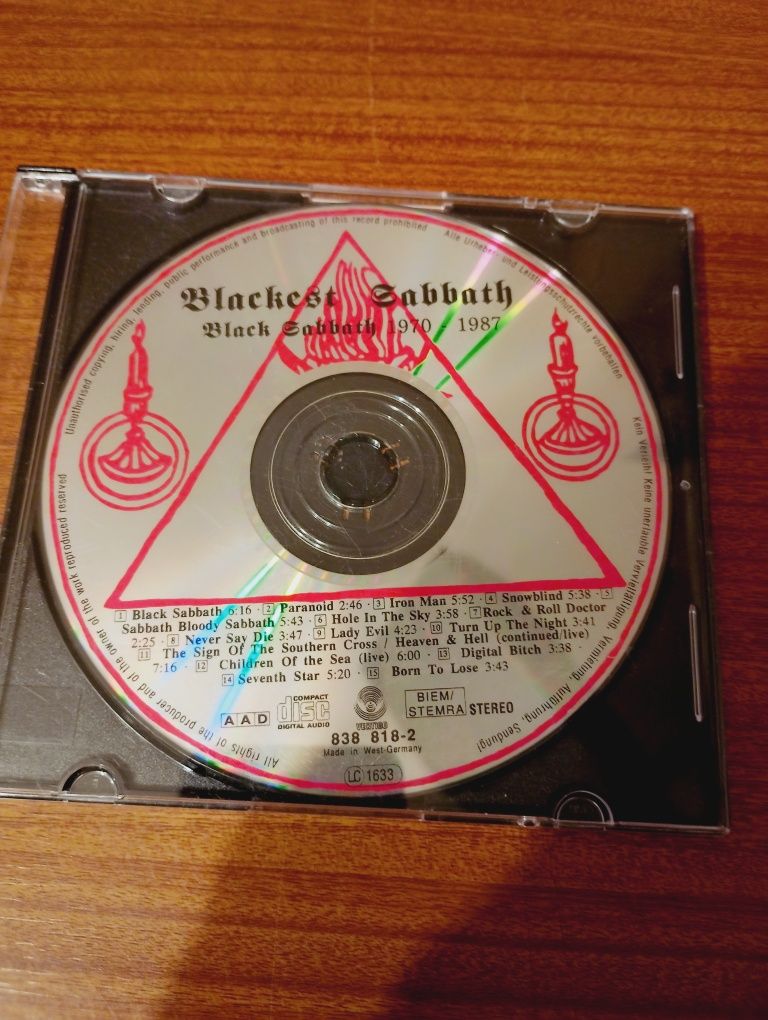 Unauthorised copying, hiring, lending, public performance and broadcasting of this record prohibited
Alle Urheber- und Leistungsschutzrechte vorbehalten
Kein Verleih! Keine unerlaubte Vervielfältigung, Vermietung, Aufführung, Sendung!
All rights of the producer and of the owner of the work reproduced reserved
Blackest Sabbath
Black Sabbath 1970 - 1987
1 Black Sabbath 6:16 · 2 Paranoid 2:46 · 3 Iron Man 5:52 · 4 Snowblind 5:38 · 5
Sabbath Bloody Sabbath 5:43 · 6 Hole In The Sky 3:58 · 7 Rock & Roll Doctor
2:25 · 8 Never Say Die 3:47 · 9 Lady Evil 4:23 · 10 Turn Up The Night 3:41
11 The Sign Of The Southern Cross / Heaven & Hell (continued/live)
7:16 · 12 Children Of the Sea (live) 6:00 · 13 Digital Bitch 3:38 ·
14 Seventh Star 5:20 · 15 Born To Lose 3:43
AAD
COMPACT
disc
DIGITAL AUDIO
VERTIGO
BIEM/
STEMRA
STEREO
838 818-2
Made in West-Germany
LC 1633